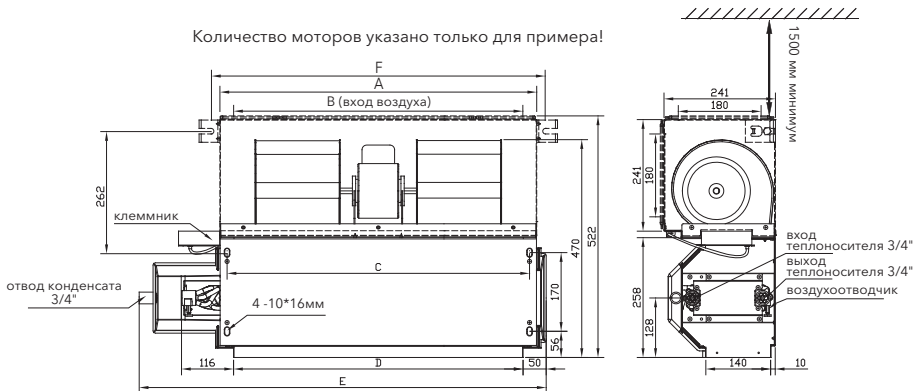 Количество моторов указано только для примера!
F
A
B (вход воздуха)
262
клеммник
C
отвод конденсата
3/4"
4 -10*16мм
116
D
50
E
470
522
170
56
1500 мм минимум
241
180
241
180
258
128
вход
теплоносителя 3/4"
выход
теплоносителя 3/4"
воздухоотводчик
140
10